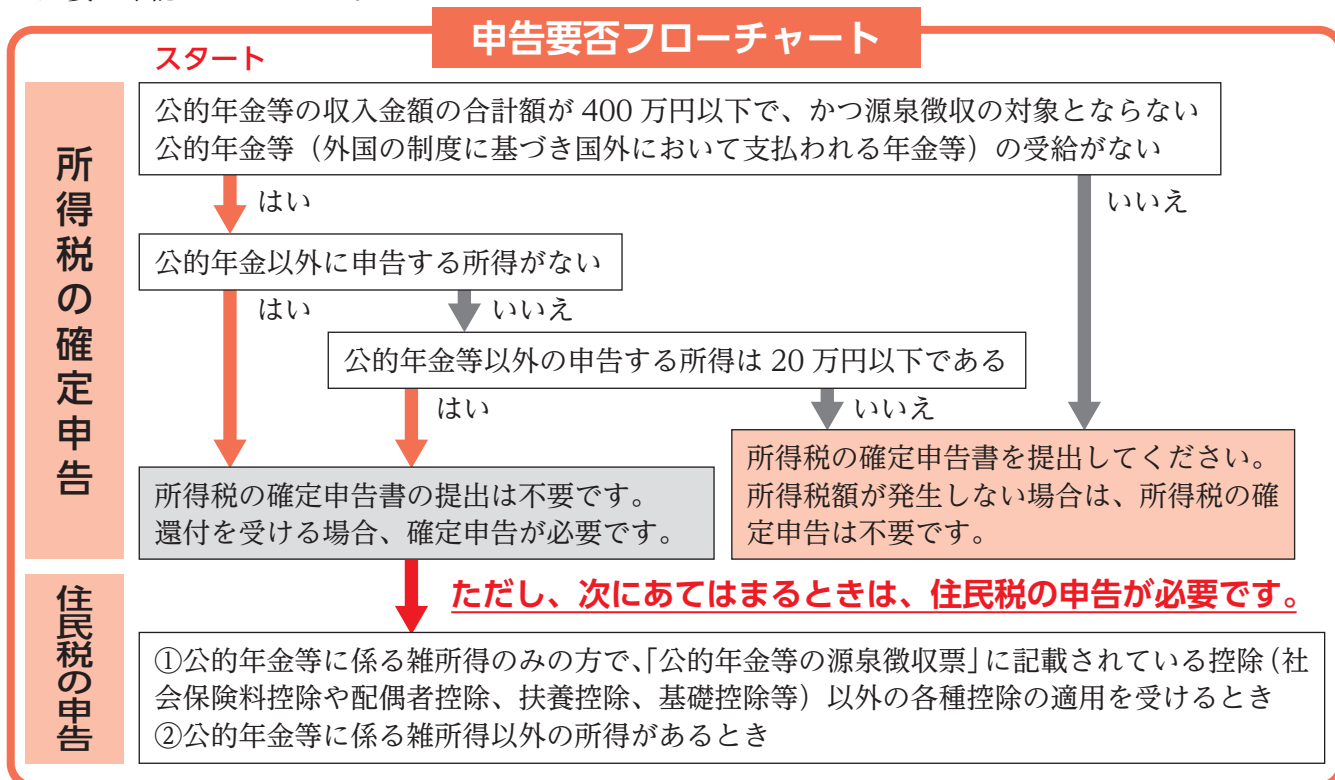 申告要否フローチャート
スタート
所得税の確定申告
公的年金等の収入金額の合計額が 400 万円以下で、かつ源泉徴収の対象とならない
公的年金等（外国の制度に基づき国外において支払われる年金等）の受給がない
はい
いいえ
公的年金以外に申告する所得がない
はい
いいえ
公的年金等以外の申告する所得は 20 万円以下である
はい
いいえ
所得税の確定申告書の提出は不要です。
還付を受ける場合、確定申告が必要です。
所得税の確定申告書を提出してください。
所得税額が発生しない場合は、所得税の確
定申告は不要です。
住民税の申告
ただし、次にあてはまるときは、住民税の申告が必要です。
①公的年金等に係る雑所得のみの方で、「公的年金等の源泉徴収票」に記載されている控除（社
会保険料控除や配偶者控除、扶養控除、基礎控除等）以外の各種控除の適用を受けるとき
②公的年金等に係る雑所得以外の所得があるとき